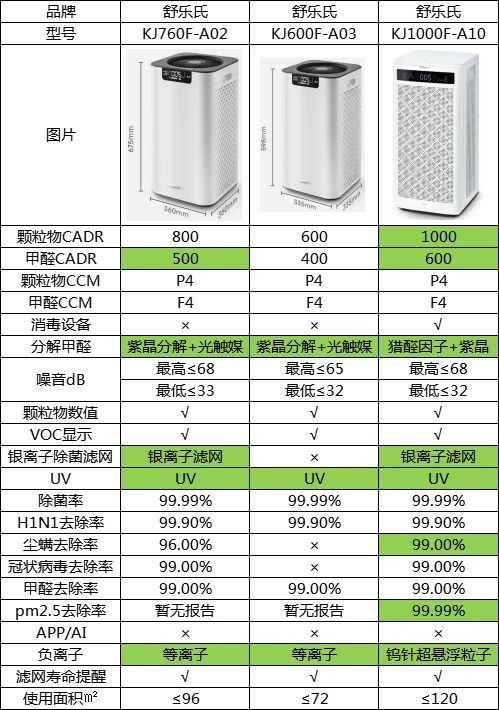 品牌 舒乐氏 舒乐氏 舒乐氏
型号 KJ760F-A02 KJ600F-A03 KJ1000F-A10
图片
675mm
360mm
300mm
598mm
335mm
335mm
颗粒物CADR 800 600 1000
甲醛CADR 500 400 600
颗粒物CCM P4 P4 P4
甲醛CCM F4 F4 F4
消毒设备 × × √
分解甲醛 紫晶分解+光触媒 紫晶分解+光触媒 猎醛因子+紫晶
噪音dB 最高≤68 最高≤65 最高≤68
最低≤33 最低≤32 最低≤32
颗粒物数值 √ √ √
VOC显示 √ √ √
银离子除菌滤网 银离子滤网 × 银离子滤网
UV UV UV UV
除菌率 99.99% 99.99% 99.99%
H1N1去除率 99.90% 99.90% 99.90%
尘螨去除率 96.00% × 99.00%
冠状病毒去除率 99.00% × 99.00%
甲醛去除率 99.00% 99.00% 99.00%
pm2.5去除率 暂无报告 暂无报告 99.99%
APP/AI × × ×
负离子 等离子 等离子 钨针超悬浮粒子
滤网寿命提醒 √ √ √
使用面积㎡ ≤96 ≤72 ≤120